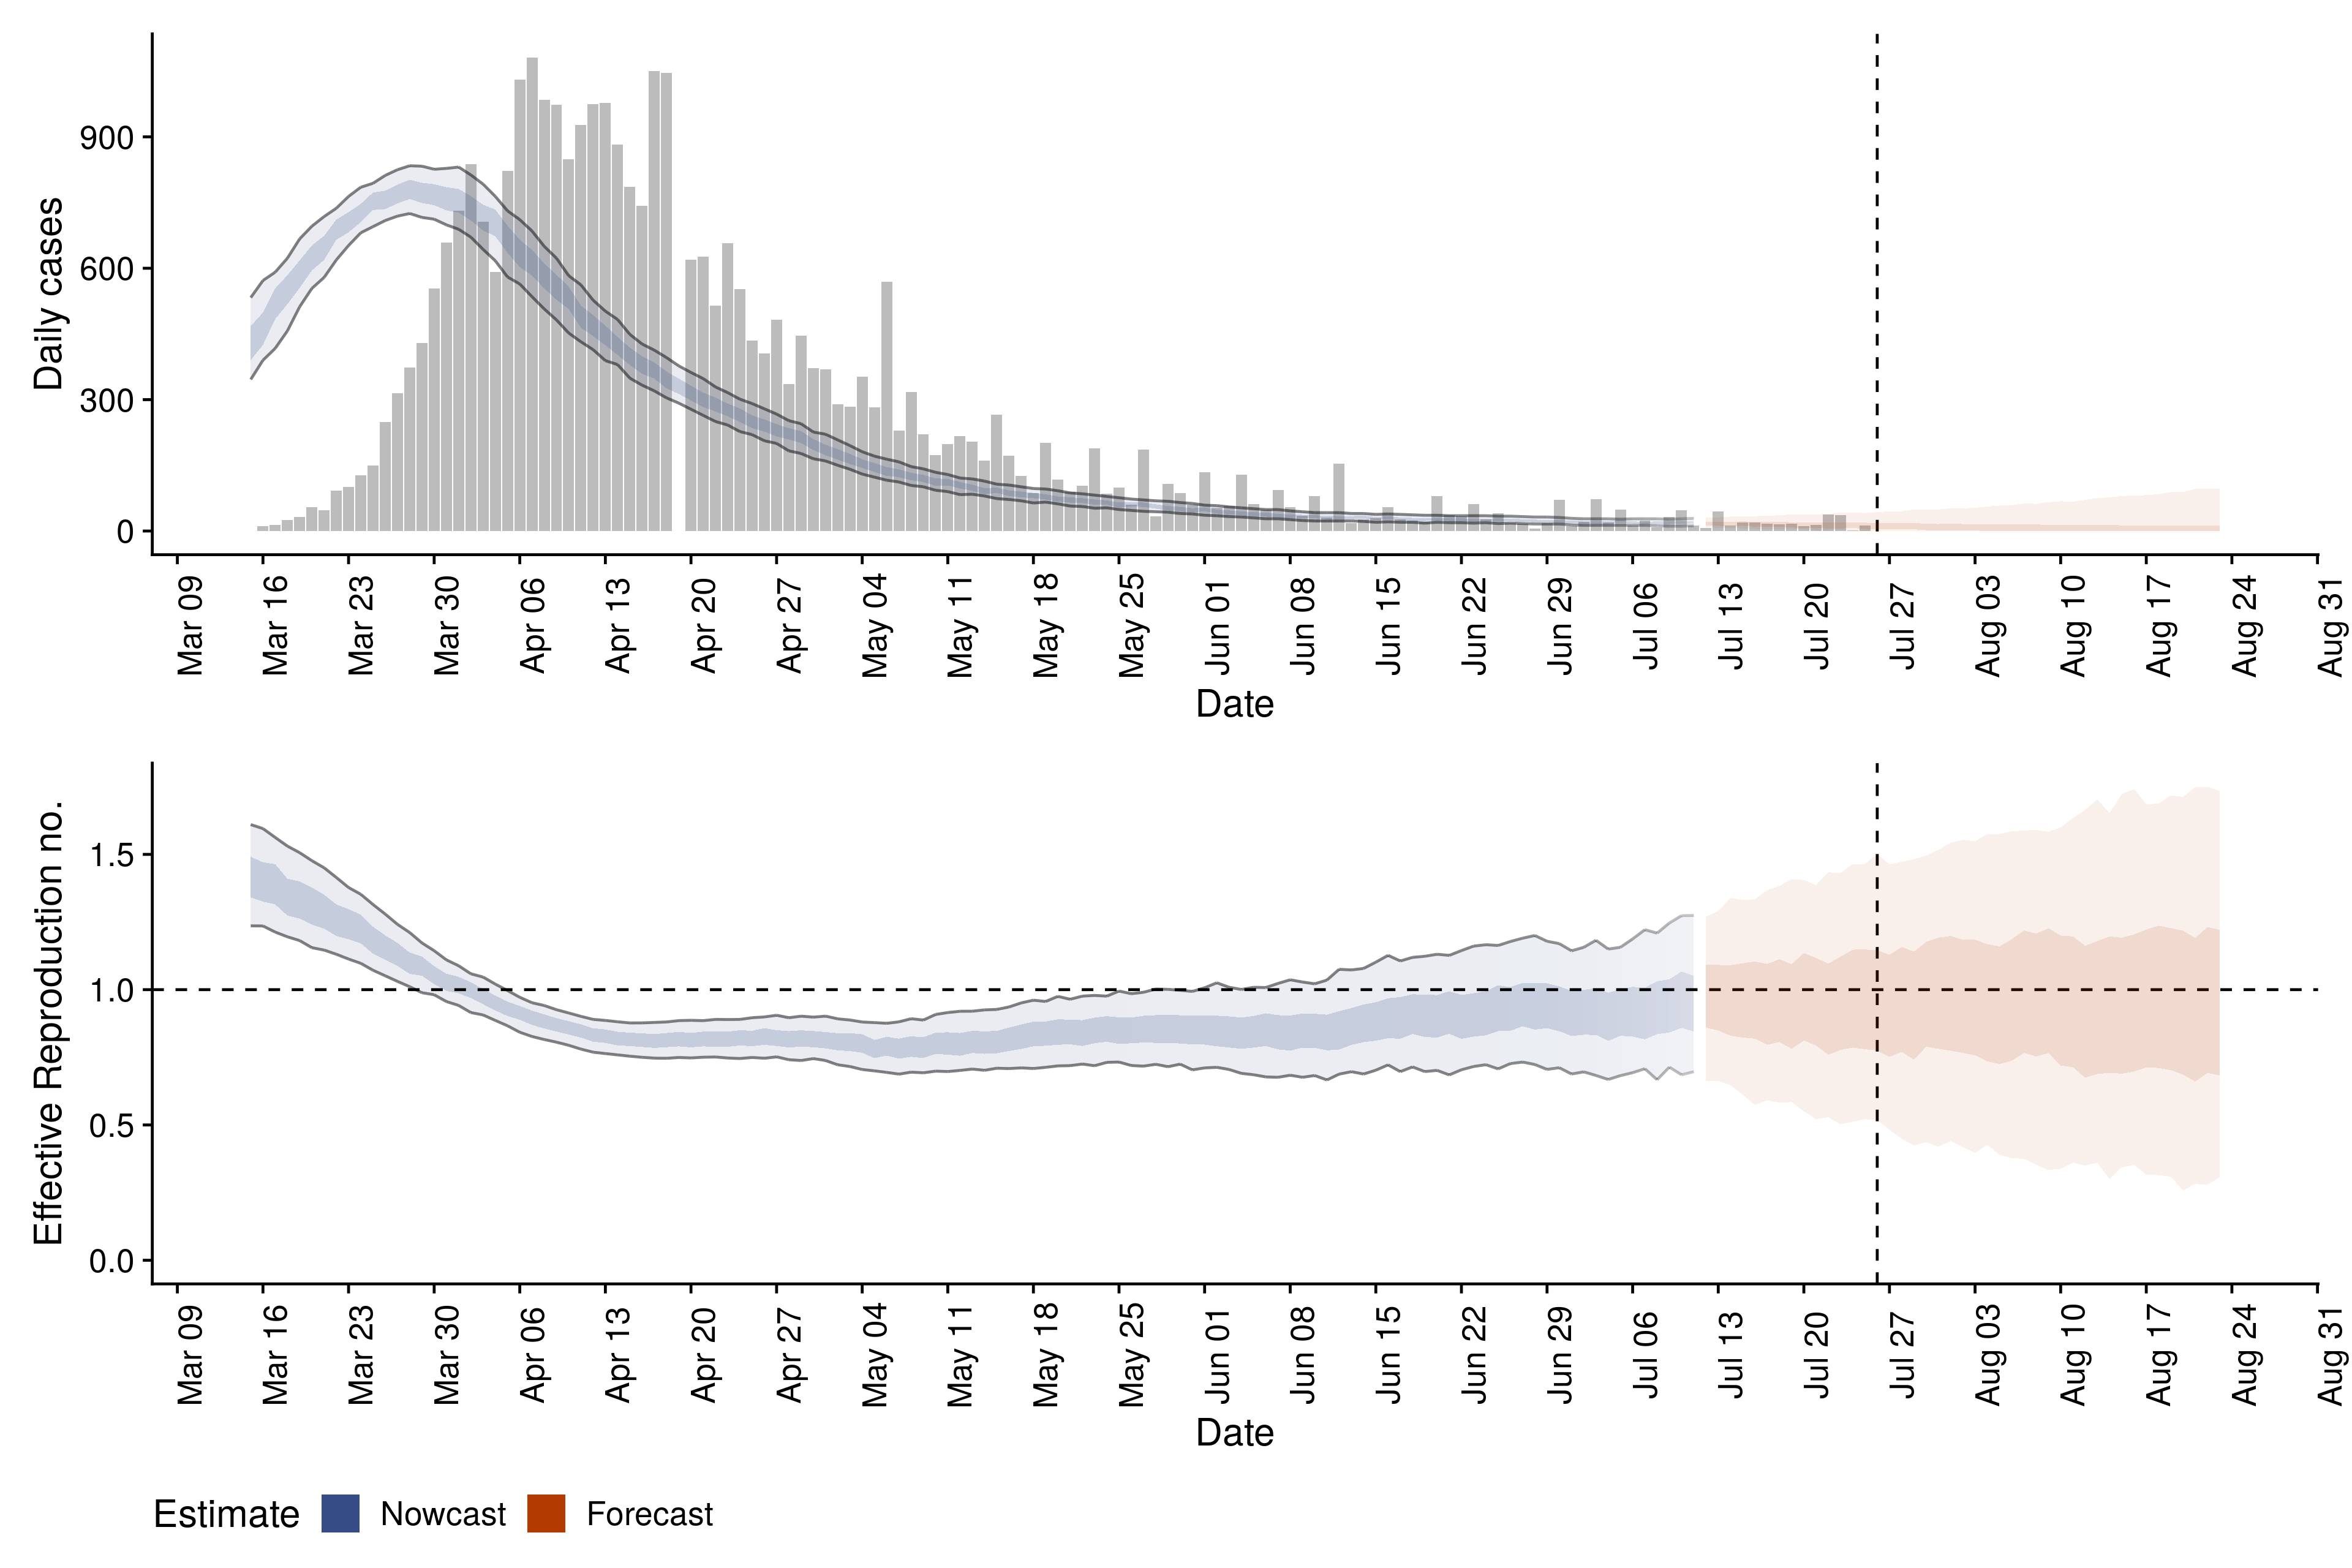 Daily cases
900
600
300
0
Mar 09 Mar 16 Mar 23 Mar 30 Apr 06 Apr 13 Apr 20 Apr 27 May 04 May 11 May 18 May 25 Jun 01 Jun 08 Jun 15 Jun 22 Jun 29 Jul 06 Jul 13 Jul 20 Jul 27 Aug 03 Aug 10 Aug 17 Aug 24 Aug 31
Date
Effective Reproduction no.
1.5
1.0
0.5
0.0
Mar 09 Mar 16 Mar 23 Mar 30 Apr 06 Apr 13 Apr 20 Apr 27 May 04 May 11 May 18 May 25 Jun 01 Jun 08 Jun 15 Jun 22 Jun 29 Jul 06 Jul 13 Jul 20 Jul 27 Aug 03 Aug 10 Aug 17 Aug 24 Aug 31
Date
Estimate Nowcast Forecast